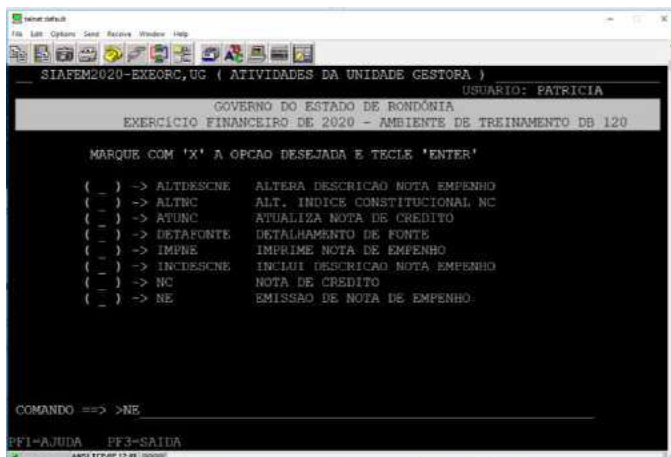 telnet default
File Edit Options Send Receive Window Help
SIAFEM2020-EXEORC,UG ( ATIVIDADES DA UNIDADE GESTORA )
USUARIO: PATRICIA
GOVERNO DO ESTADO DE RONDÔNIA
EXERCÍCIO FINANCEIRO DE 2020 - AMBIENTE DE TREINAMENTO DB 120
MARQUE COM 'X' A OPCAO DESEJADA E TECLE 'ENTER'
( _ ) -> ALTDESCNE ALTERA DESCRICAO NOTA EMPENHO
( _ ) -> ALTNC ALT. INDICE CONSTITUCIONAL NC
( _ ) -> ATUNC ATUALIZA NOTA DE CREDITO
( _ ) -> DETAFONTE DETALHAMENTO DE FONTE
( _ ) -> IMPNE IMPRIME NOTA DE EMPENHO
( _ ) -> INCDESCNE INCLUI DESCRICAO NOTA EMPENHO
( _ ) -> NC NOTA DE CREDITO
( _ ) -> NE EMISSAO DE NOTA DE EMPENHO
COMANDO ==> >NE
PF1=AJUDA PF3=SAIDA